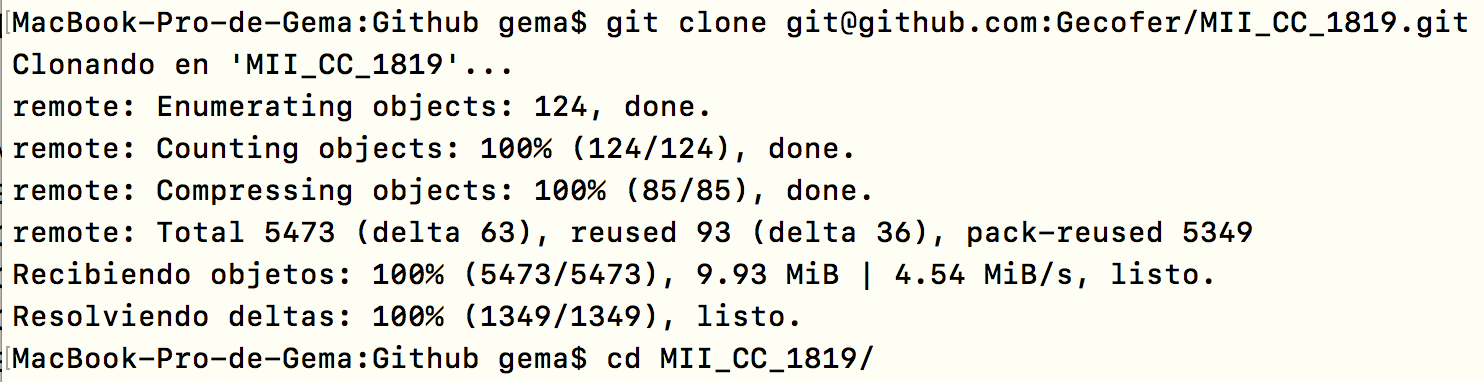 [MacBook-Pro-de-Gema:Github gema$ git clone git@github.com:Gecofer/MII_CC_1819.git
Clonando en 'MII_CC_1819'...
remote: Enumerating objects: 124, done.
remote: Counting objects: 100% (124/124), done.
remote: Compressing objects: 100% (85/85), done.
remote: Total 5473 (delta 63), reused 93 (delta 36), pack-reused 5349
Recibiendo objetos: 100% (5473/5473), 9.93 MiB | 4.54 MiB/s, listo.
Resolviendo deltas: 100% (1349/1349), listo.
[MacBook-Pro-de-Gema:Github gema$ cd MII_CC_1819/